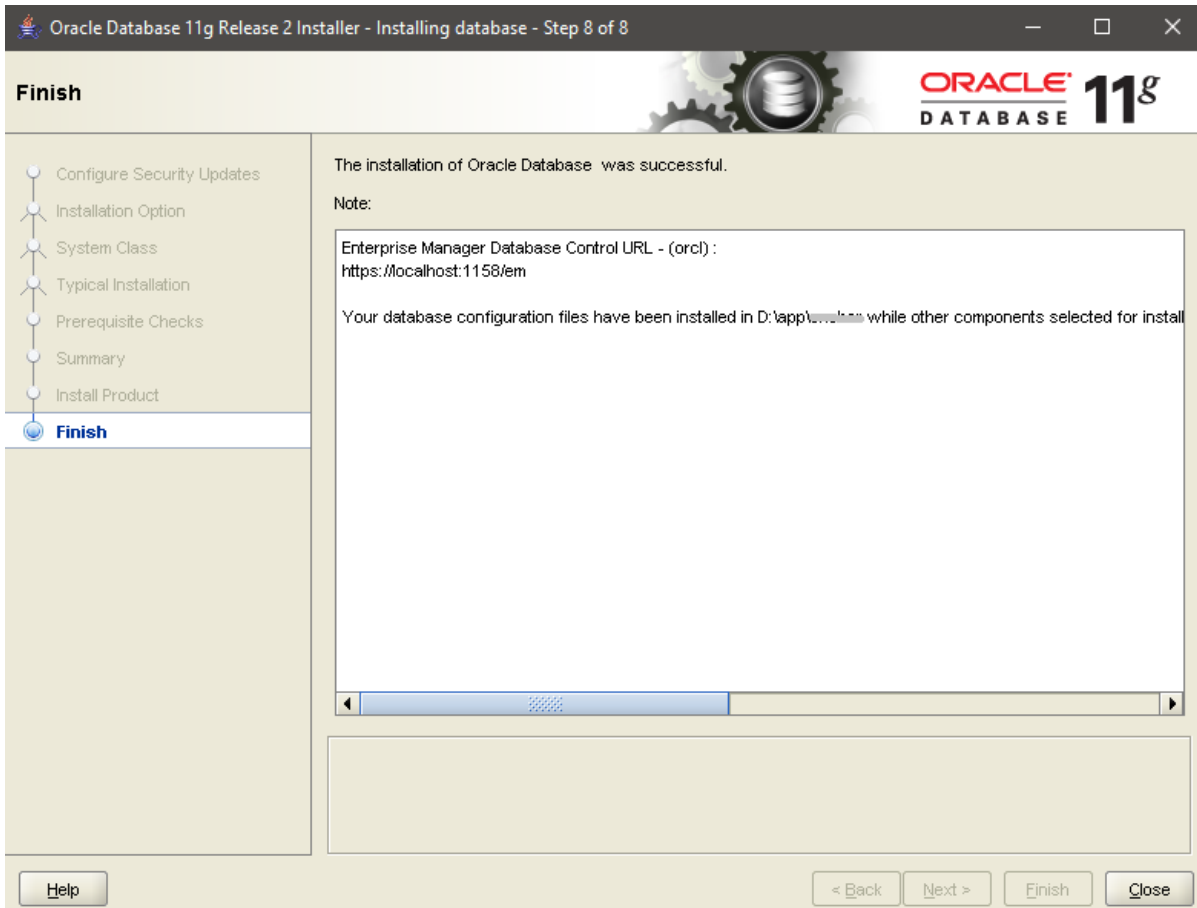 Oracle Database 11g Release 2 Installer - Installing database - Step 8 of 8
Finish
ORACLE
DATABASE
11g
Configure Security Updates
Installation Option
System Class
Typical Installation
Prerequisite Checks
Summary
Install Product
Finish
The installation of Oracle Database was successful.
Note:
Enterprise Manager Database Control URL - (orcl) :
https://localhost:1158/em
Your database configuration files have been installed in D:\app\ while other components selected for install
Help
< Back
Next >
Finish
Close